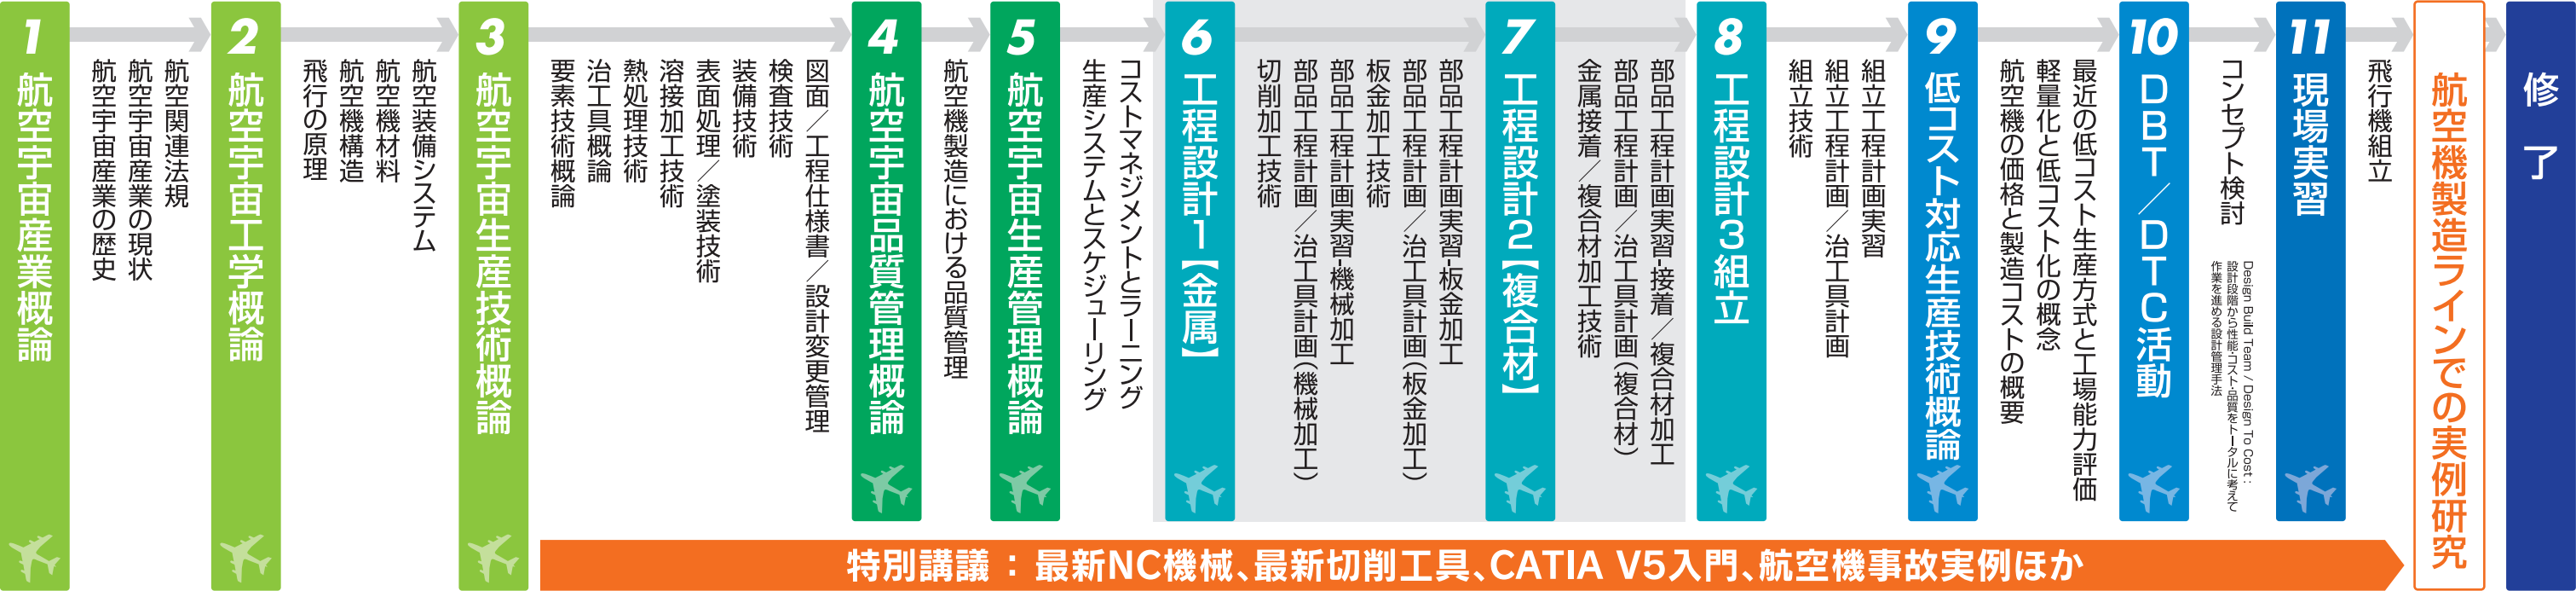 1
航空宇宙産業概論
航空宇宙産業の歴史
航空宇宙産業の現状
航空関連法規
2
航空宇宙工学概論
飛行の原理
航空機構造
航空機材料
航空装備システム
3
航空宇宙生産技術概論
要素技術概論
治工具概論
熱処理技術
溶接加工技術
表面処理／塗装技術
装備技術
検査技術
図面／工程仕様書／設計変更管理
4
航空宇宙品質管理概論
航空機製造における品質管理
5
航空宇宙生産管理概論
生産システムとスケジューリング
コストマネジメントとラーニング
6
工程設計1【金属】
切削加工技術
部品工程計画／治工具計画(機械加工)
部品工程計画実習-機械加工
板金加工技術
部品工程計画／治工具計画(板金加工)
部品工程計画実習-板金加工
7
工程設計2【複合材】
金属接着／複合材加工技術
部品工程計画／治工具計画(複合材)
部品工程計画実習-接着／複合材加工
8
工程設計3組立
組立技術
組立工程計画／治工具計画
組立工程計画実習
9
低コスト対応生産技術概論
航空機の価格と製造コストの概要
軽量化と低コスト化の概念
最近の低コスト生産方式と工場能力評価
10
DBT／DTC活動
コンセプト検討
Design Build Team / Design To Cost：
設計段階から性能・コスト・品質をトータルに考えて
作業を進める設計管理手法
11
現場実習
飛行機組立
航空機製造ラインでの実例研究
修了
特別講議：最新NC機械、最新切削工具、CATIA V5入門、航空機事故実例ほか